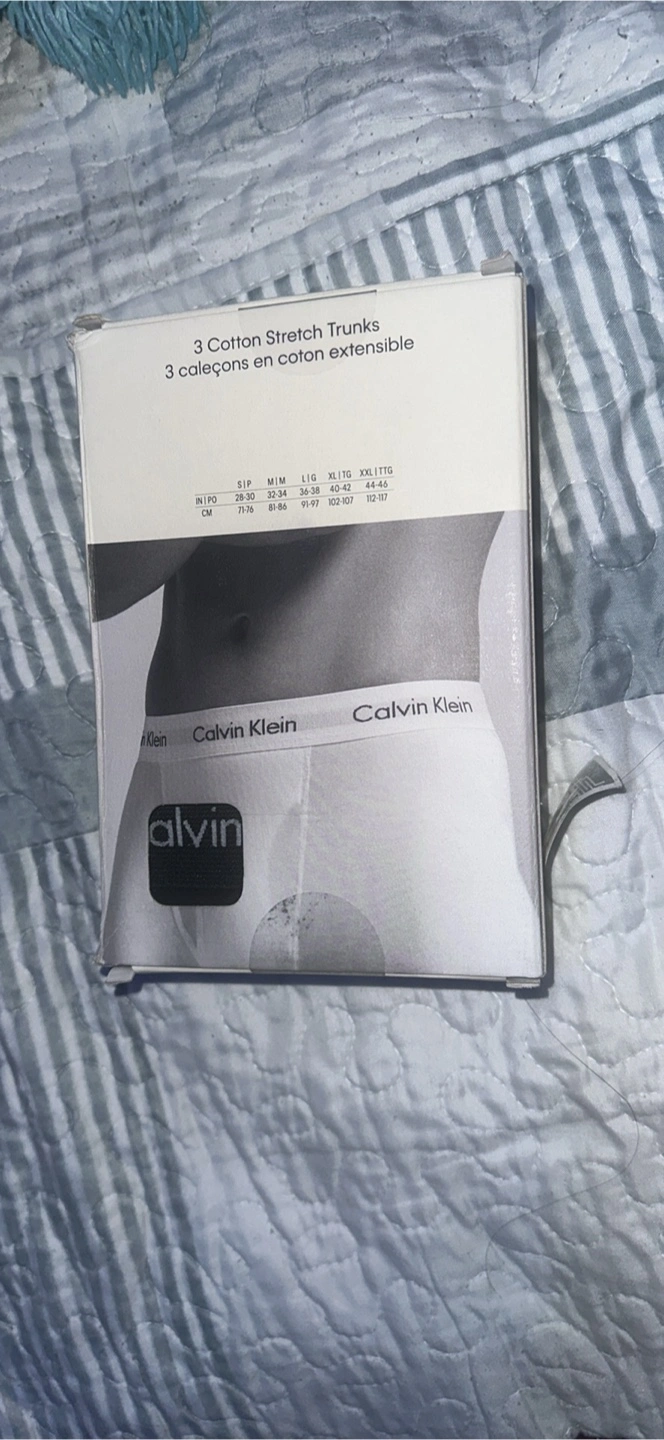 3 Cotton Stretch Trunks
3 caleçons en coton extensible
S|P M|M L|G XL|TG XXL|TTG
IN|PO 28-30 32-34 36-38 40-42 44-46
CM 71-76 81-86 91-97 102-107 112-117
n Klein Calvin Klein Calvin Klein
alvin